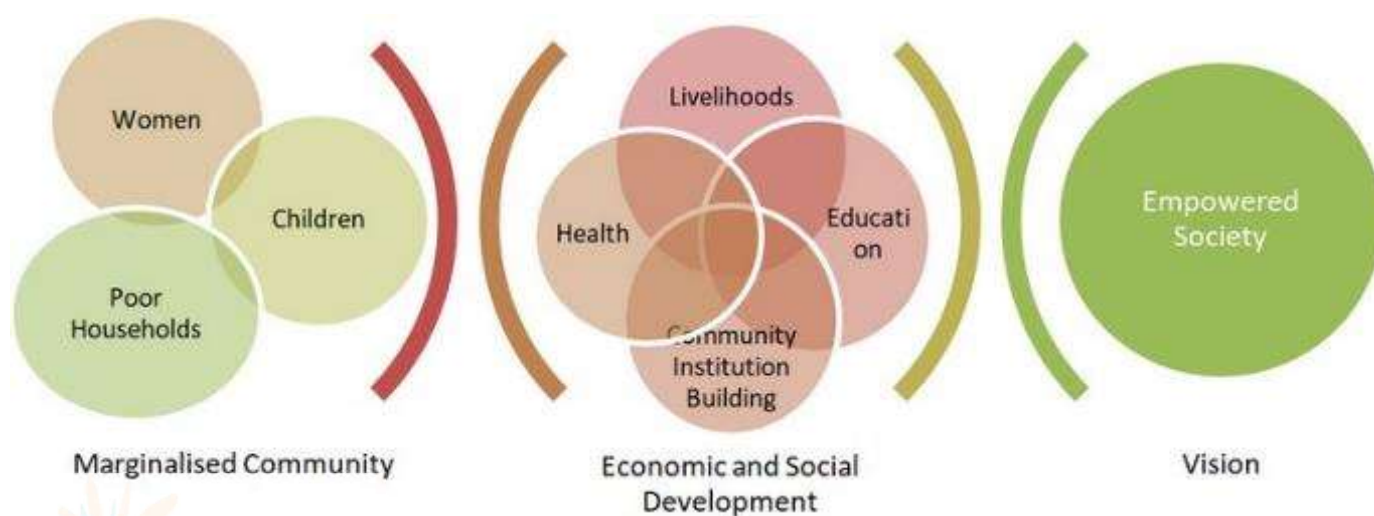 Women
Children
Poor
Households
Marginalised Community
Livelihoods
Health
Educati
on
Community
Institution
Building
Economic and Social
Development
Empowered
Society
Vision